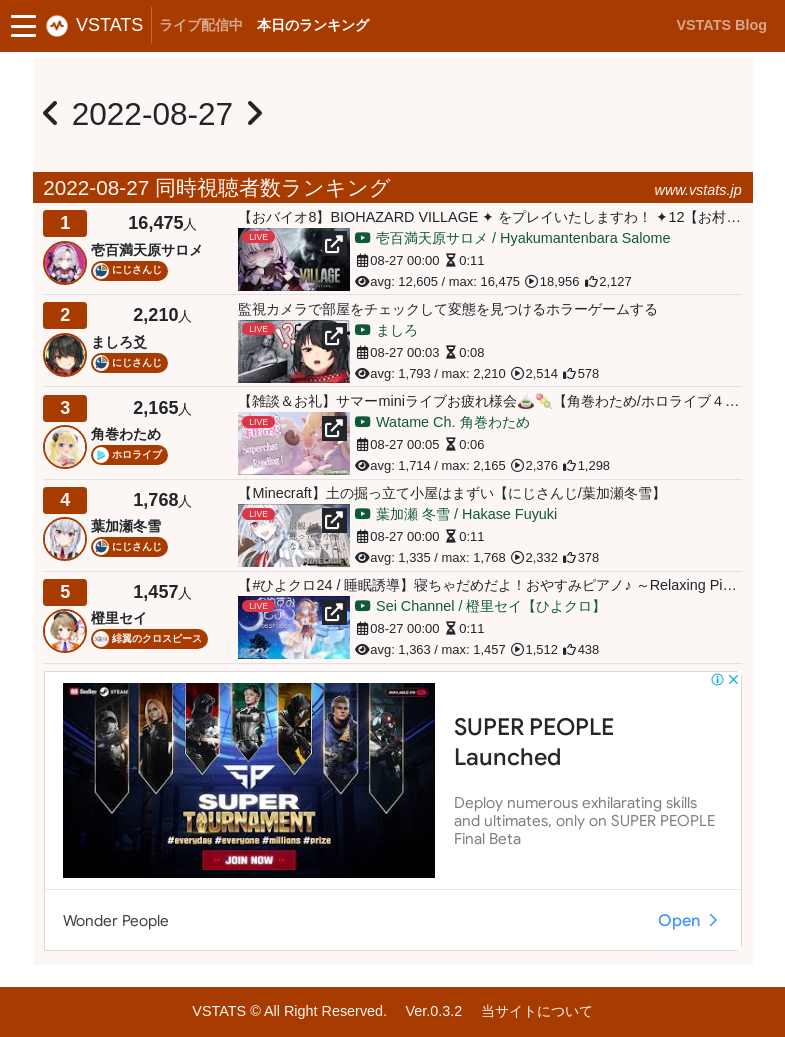 VSTATS ライブ配信中 本日のランキング VSTATS Blog
2022-08-27
2022-08-27 同時視聴者数ランキング www.vstats.jp
1 16,475人
壱百満天原サロメ
にじさんじ
【おバイオ8】BIOHAZARD VILLAGE ✦ をプレイいたしますわ！ ✦12【お村…
LIVE
VILLAGE
壱百満天原サロメ / Hyakumantenbara Salome
08-27 00:00 0:11
avg: 12,605 / max: 16,475 18,956 2,127
2 2,210人
ましろ爻
にじさんじ
監視カメラで部屋をチェックして変態を見つけるホラーゲームする
LIVE
ましろ
08-27 00:03 0:08
avg: 1,793 / max: 2,210 2,514 578
3 2,165人
角巻わため
ホロライブ
【雑談＆お礼】サマーminiライブお疲れ様会🍵🍡【角巻わため/ホロライブ４…
LIVE
Superchat
Reading!
Watame Ch. 角巻わため
08-27 00:05 0:06
avg: 1,714 / max: 2,165 2,376 1,298
4 1,768人
葉加瀬冬雪
にじさんじ
【Minecraft】土の掘っ立て小屋はまずい【にじさんじ/葉加瀬冬雪】
LIVE
MINECRAFT
葉加瀬 冬雪 / Hakase Fuyuki
08-27 00:00 0:11
avg: 1,335 / max: 1,768 2,332 378
5 1,457人
橙里セイ
緋翼のクロスピース
【#ひよクロ24 / 睡眠誘導】寝ちゃだめだよ！おやすみピアノ♪ ～Relaxing Pi…
LIVE
Sei Channel / 橙里セイ【ひよクロ】
08-27 00:00 0:11
avg: 1,363 / max: 1,457 1,512 438
GeeGee STEAM
AVAILABLE ON
SP
SUPER
TOURNAMENT
#everyday #everyone #millions #prize
JOIN NOW
SUPER PEOPLE
Launched
Deploy numerous exhilarating skills
and ultimates, only on SUPER PEOPLE
Final Beta
Wonder People Open
VSTATS © All Right Reserved. Ver.0.3.2 当サイトについて